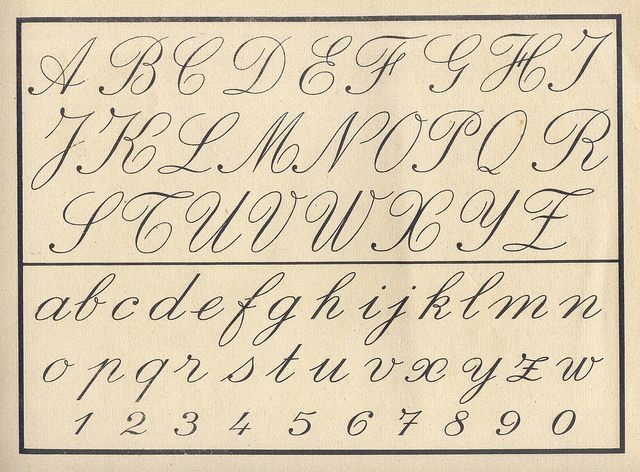 A B C D E F G H I
J K L M N O P Q R
S T U V W X Y Z
a b c d e f g h i j k l m n
o p q r s t u v x y z w
1 2 3 4 5 6 7 8 9 0